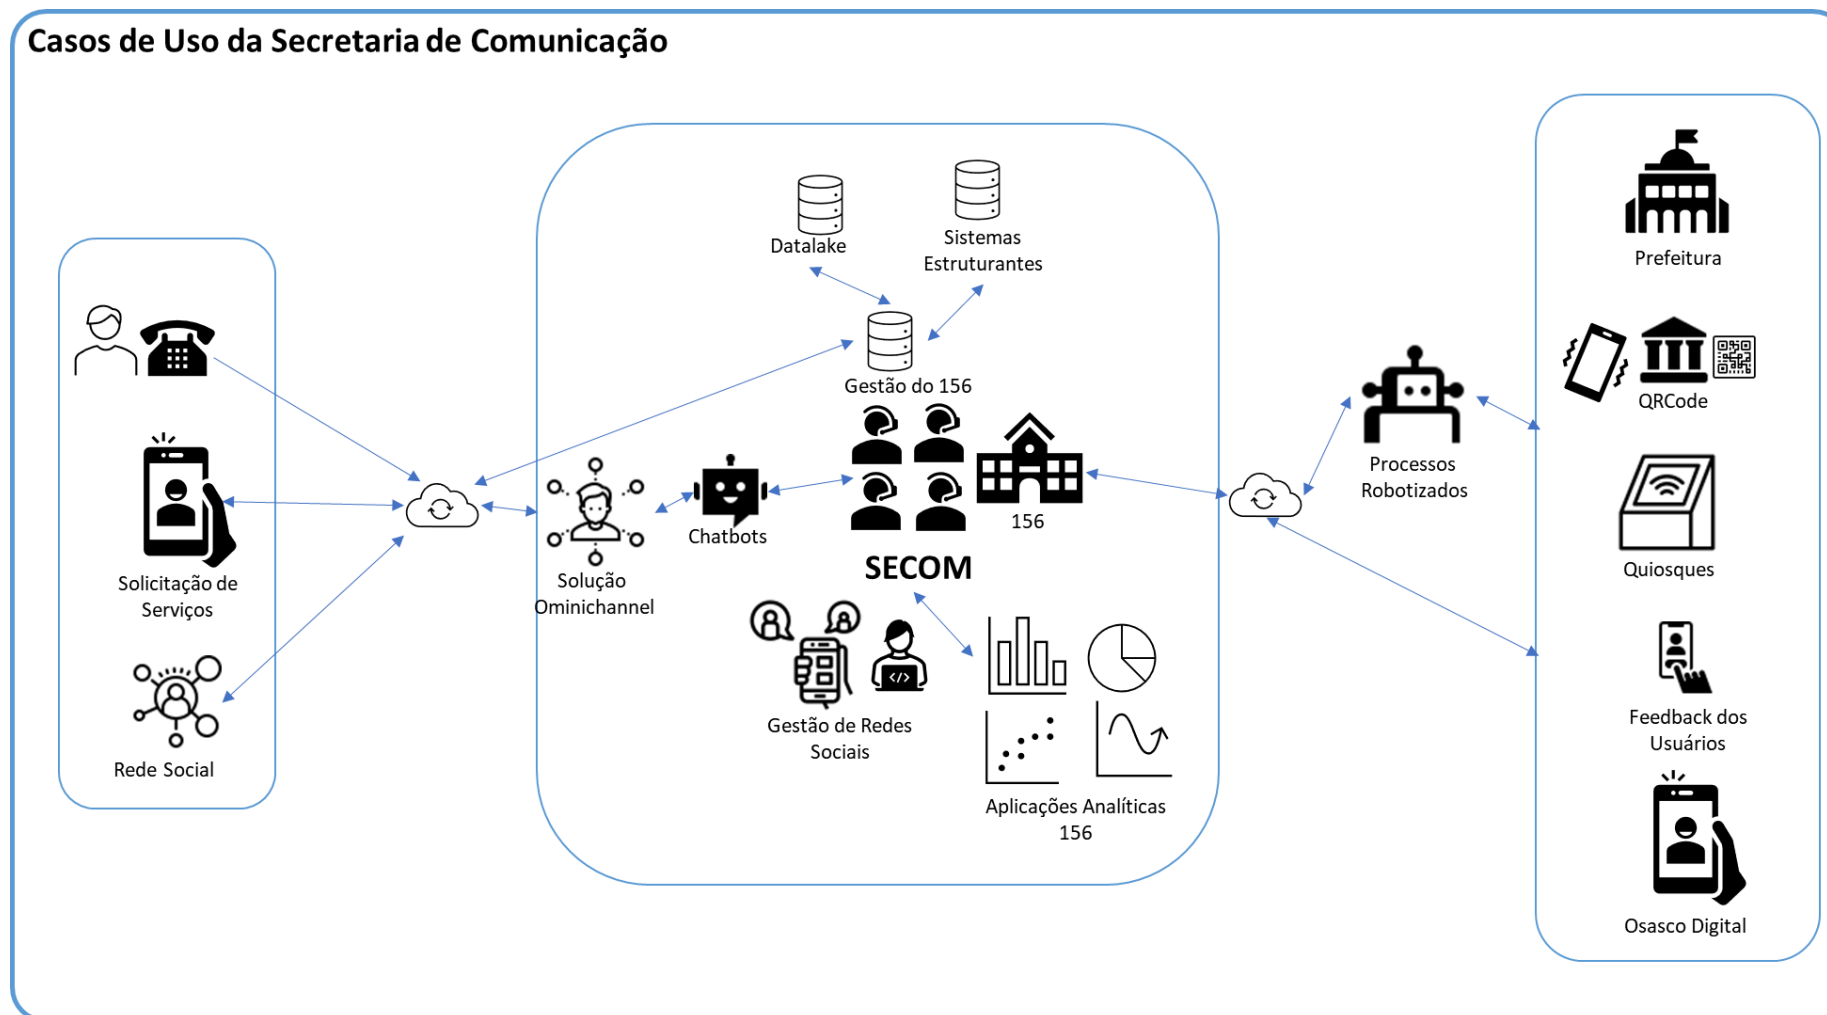 Casos de Uso da Secretaria de Comunicação
Solicitação de
Serviços
Rede Social
Datalake
Sistemas
Estruturantes
Gestão do 156
Solução
Ominichannel
Chatbots
156
SECOM
Gestão de Redes
Sociais
Aplicações Analíticas
156
Processos
Robotizados
Prefeitura
QRCode
Quiosques
Feedback dos
Usuários
Osasco Digital